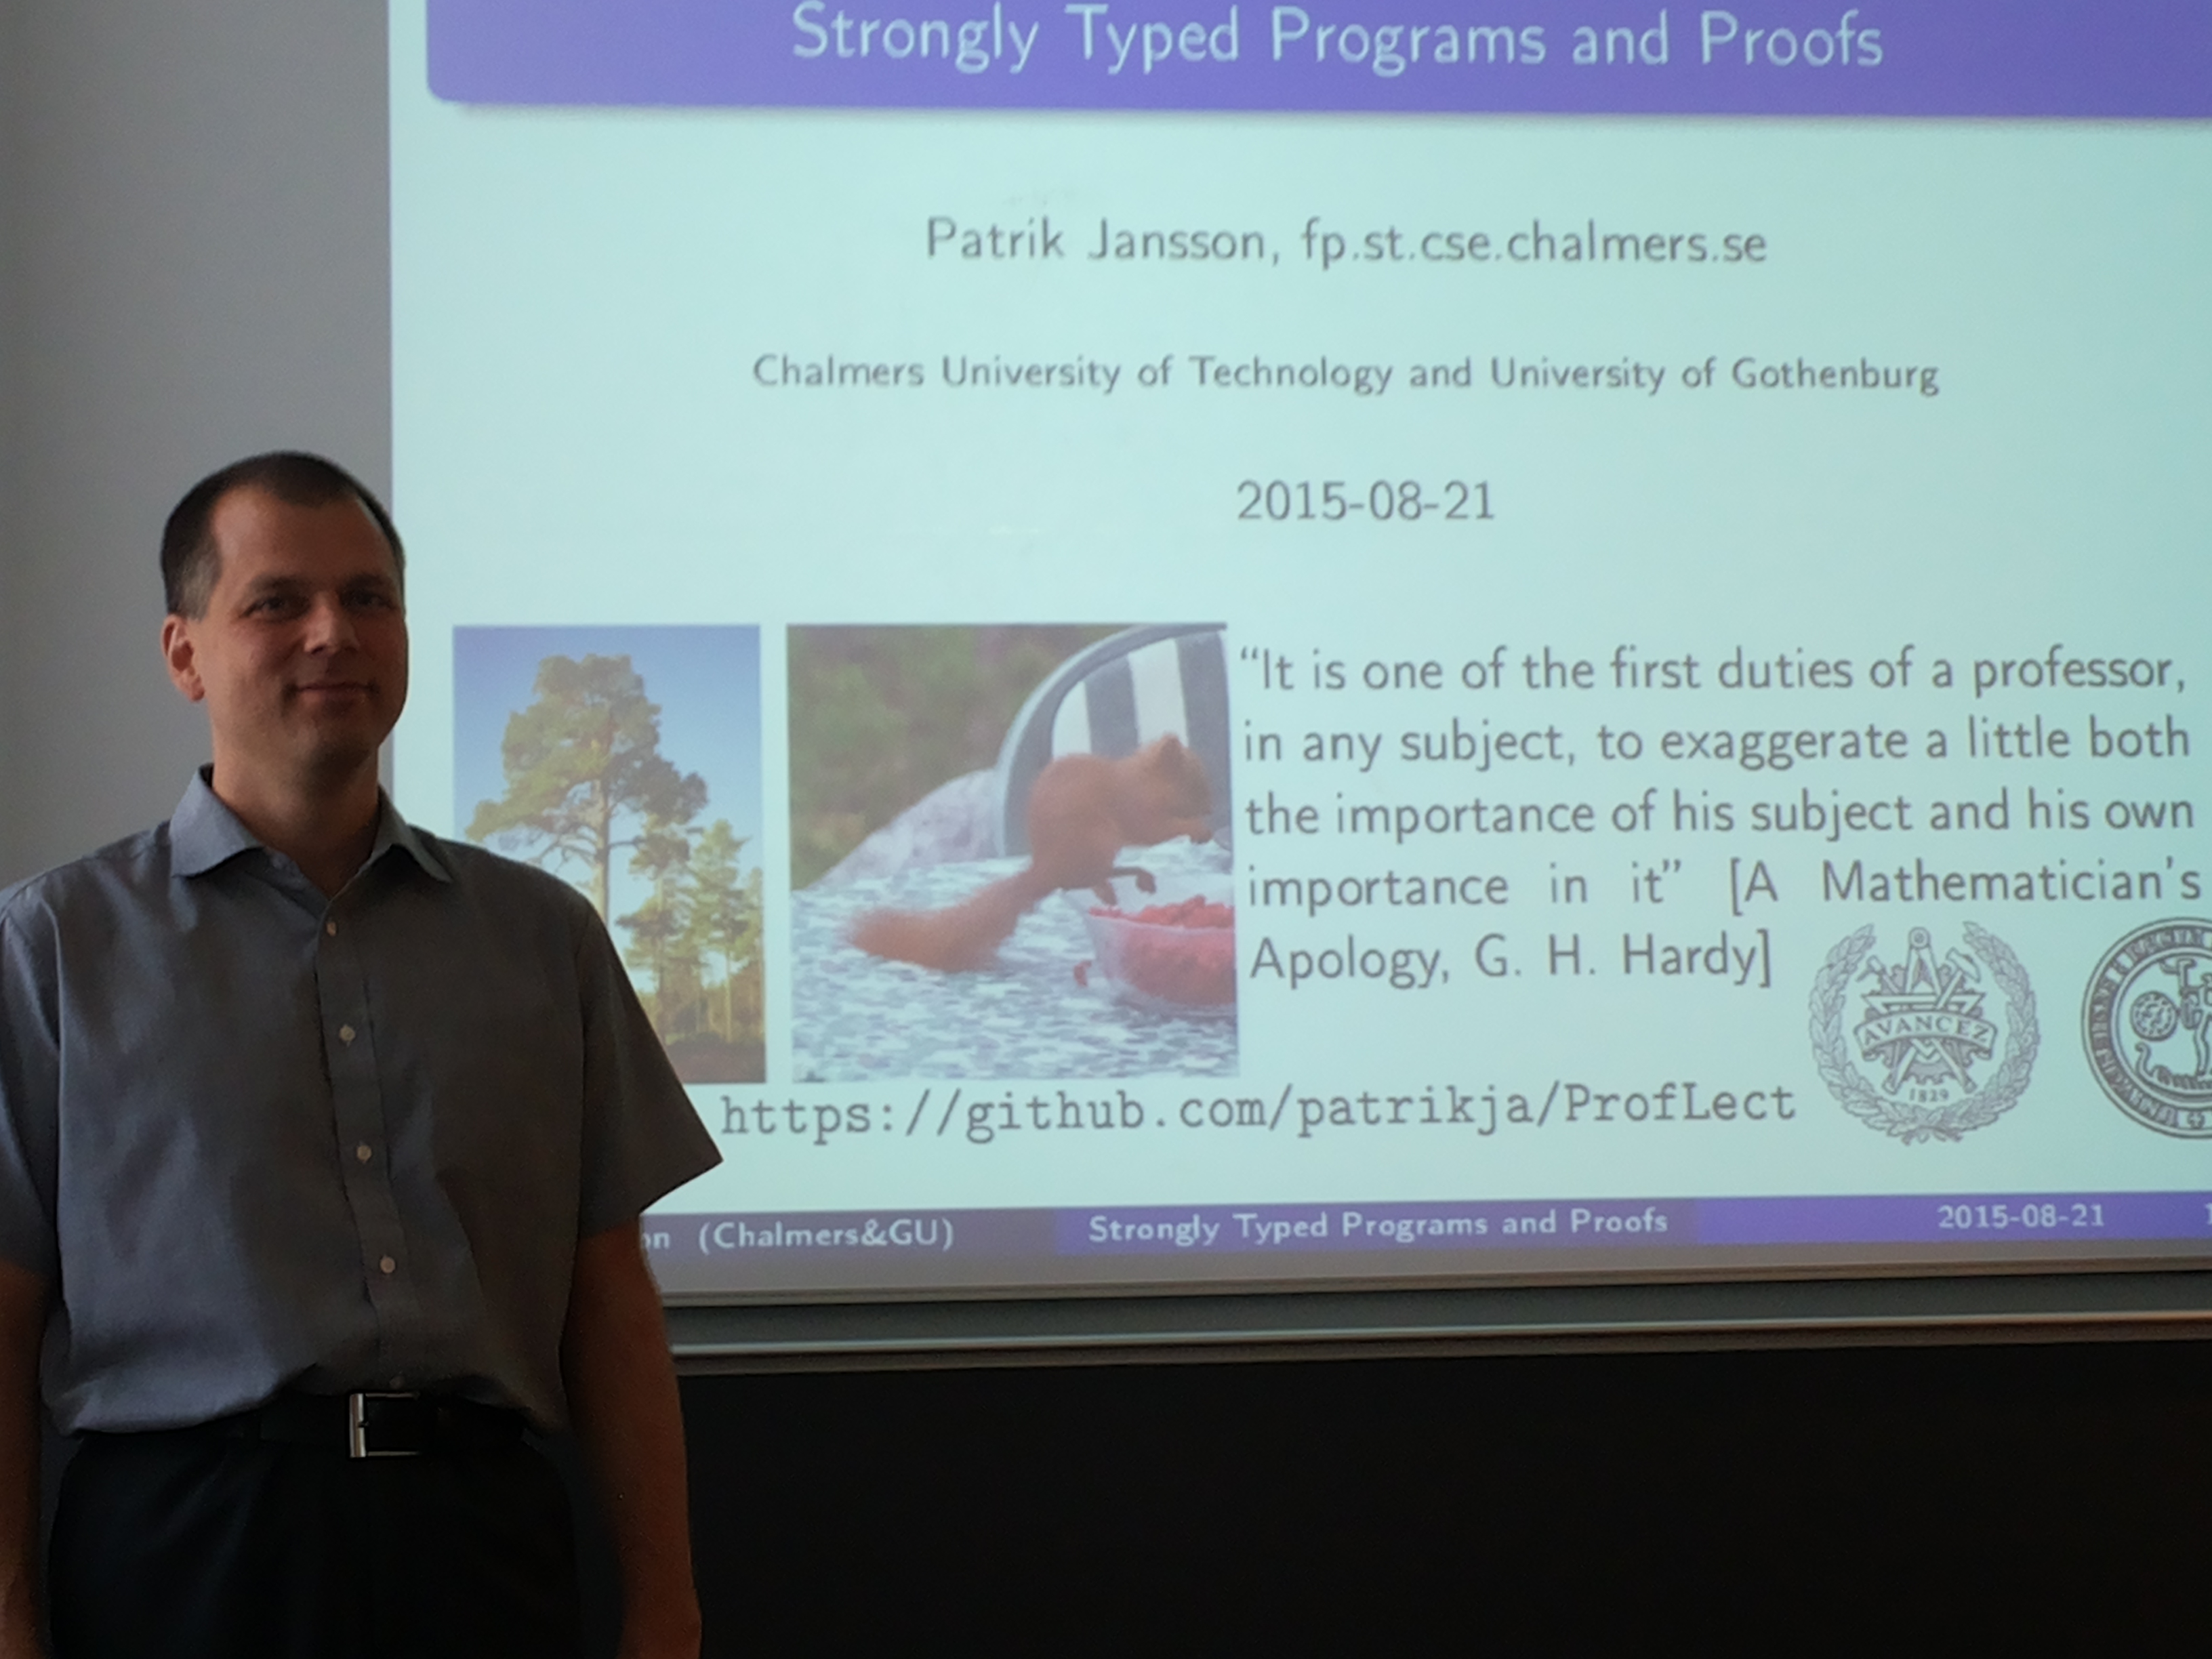 Strongly Typed Programs and Proofs
Patrik Jansson, fp.st.cse.chalmers.se
Chalmers University of Technology and University of Gothenburg
2015-08-21
“It is one of the first duties of a professor,
in any subject, to exaggerate a little both
the importance of his subject and his own
importance in it” [A Mathematician's
Apology, G. H. Hardy]
AVANCEZ
1829
https://github.com/patrikja/ProfLect
on (Chalmers&GU) Strongly Typed Programs and Proofs 2015-08-21 1